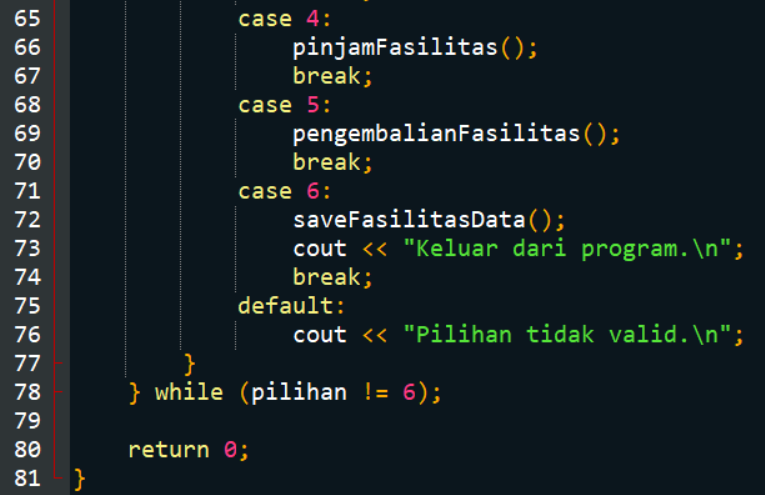 65 case 4:
66 pinjamFasilitas();
67 break;
68 case 5:
69 pengembalianFasilitas();
70 break;
71 case 6:
72 saveFasilitasData();
73 cout << "Keluar dari program.\n";
74 break;
75 default:
76 cout << "Pilihan tidak valid.\n";
77 }
78 } while (pilihan != 6);
79
80 return 0;
81 }